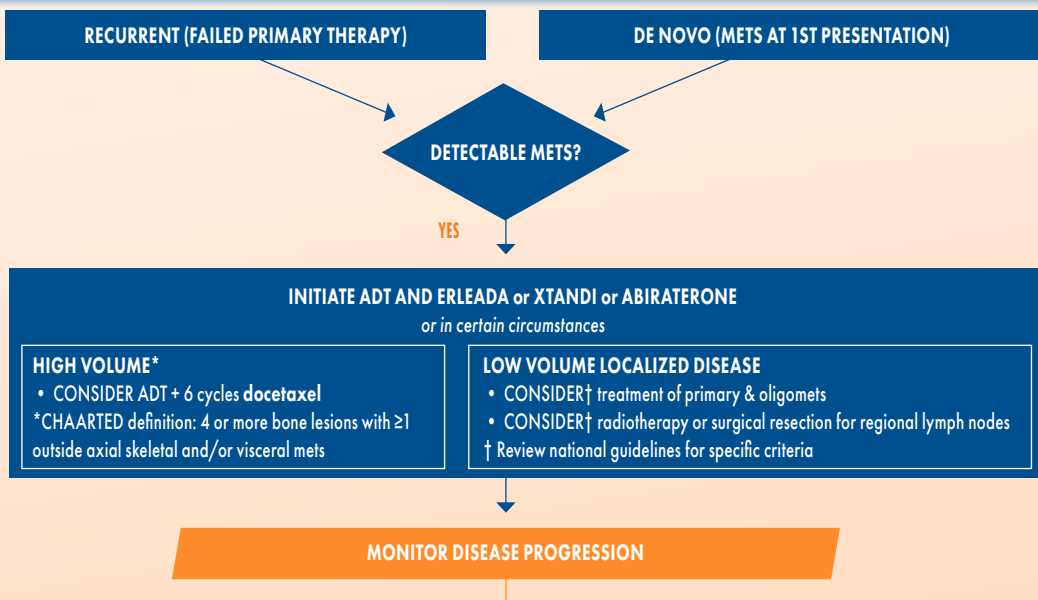 RECURRENT (FAILED PRIMARY THERAPY)
DE NOVO (METS AT 1ST PRESENTATION)
DETECTABLE METS?
YES
INITIATE ADT AND ERLEADA or XTANDI or ABIRATERONE
or in certain circumstances
HIGH VOLUME*
• CONSIDER ADT + 6 cycles docetaxel
*CHAARTED definition: 4 or more bone lesions with ≥1
outside axial skeletal and/or visceral mets
LOW VOLUME LOCALIZED DISEASE
• CONSIDER† treatment of primary & oligomets
• CONSIDER† radiotherapy or surgical resection for regional lymph nodes
† Review national guidelines for specific criteria
MONITOR DISEASE PROGRESSION